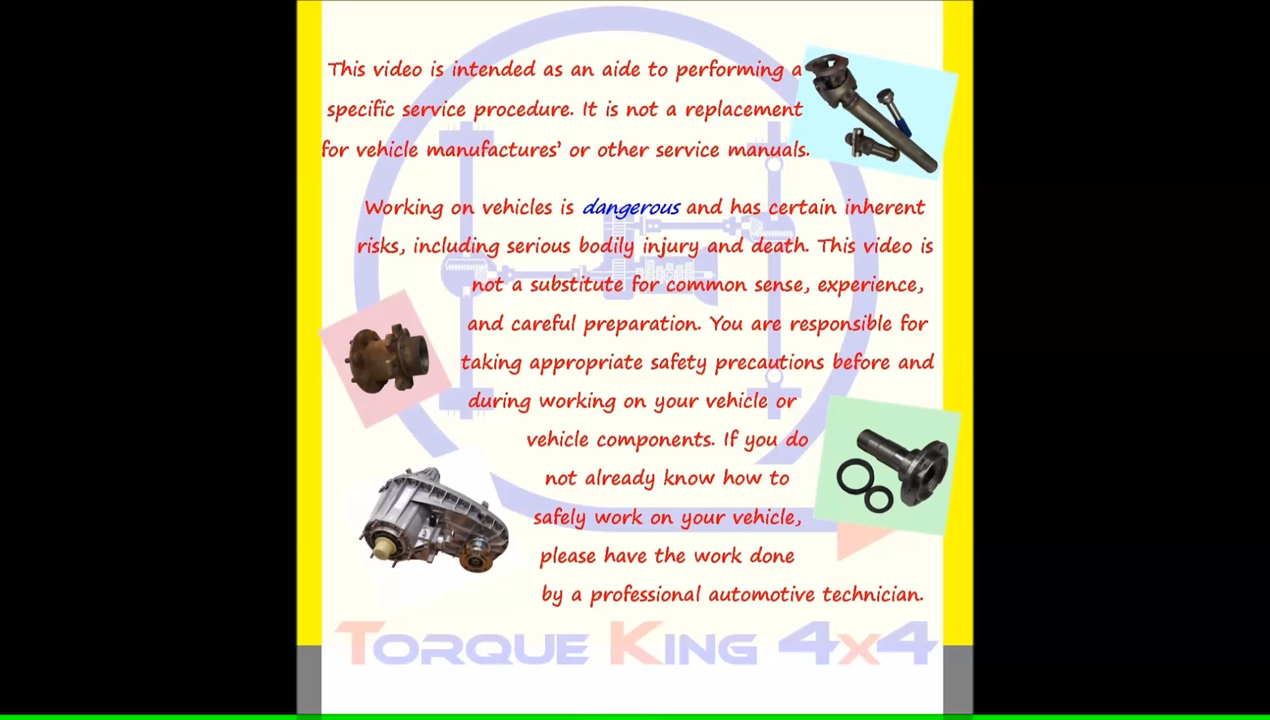 This video is intended as an aide to performing a
specific service procedure. It is not a replacement
for vehicle manufactures' or other service manuals.
Working on vehicles is dangerous and has certain inherent
risks, including serious bodily injury and death. This video is
not a substitute for common sense, experience,
and careful preparation. You are responsible for
taking appropriate safety precautions before and
during working on your vehicle or
vehicle components. If you do
not already know how to
safely work on your vehicle,
please have the work done
by a professional automotive technician.
TORQUE KING 4x4